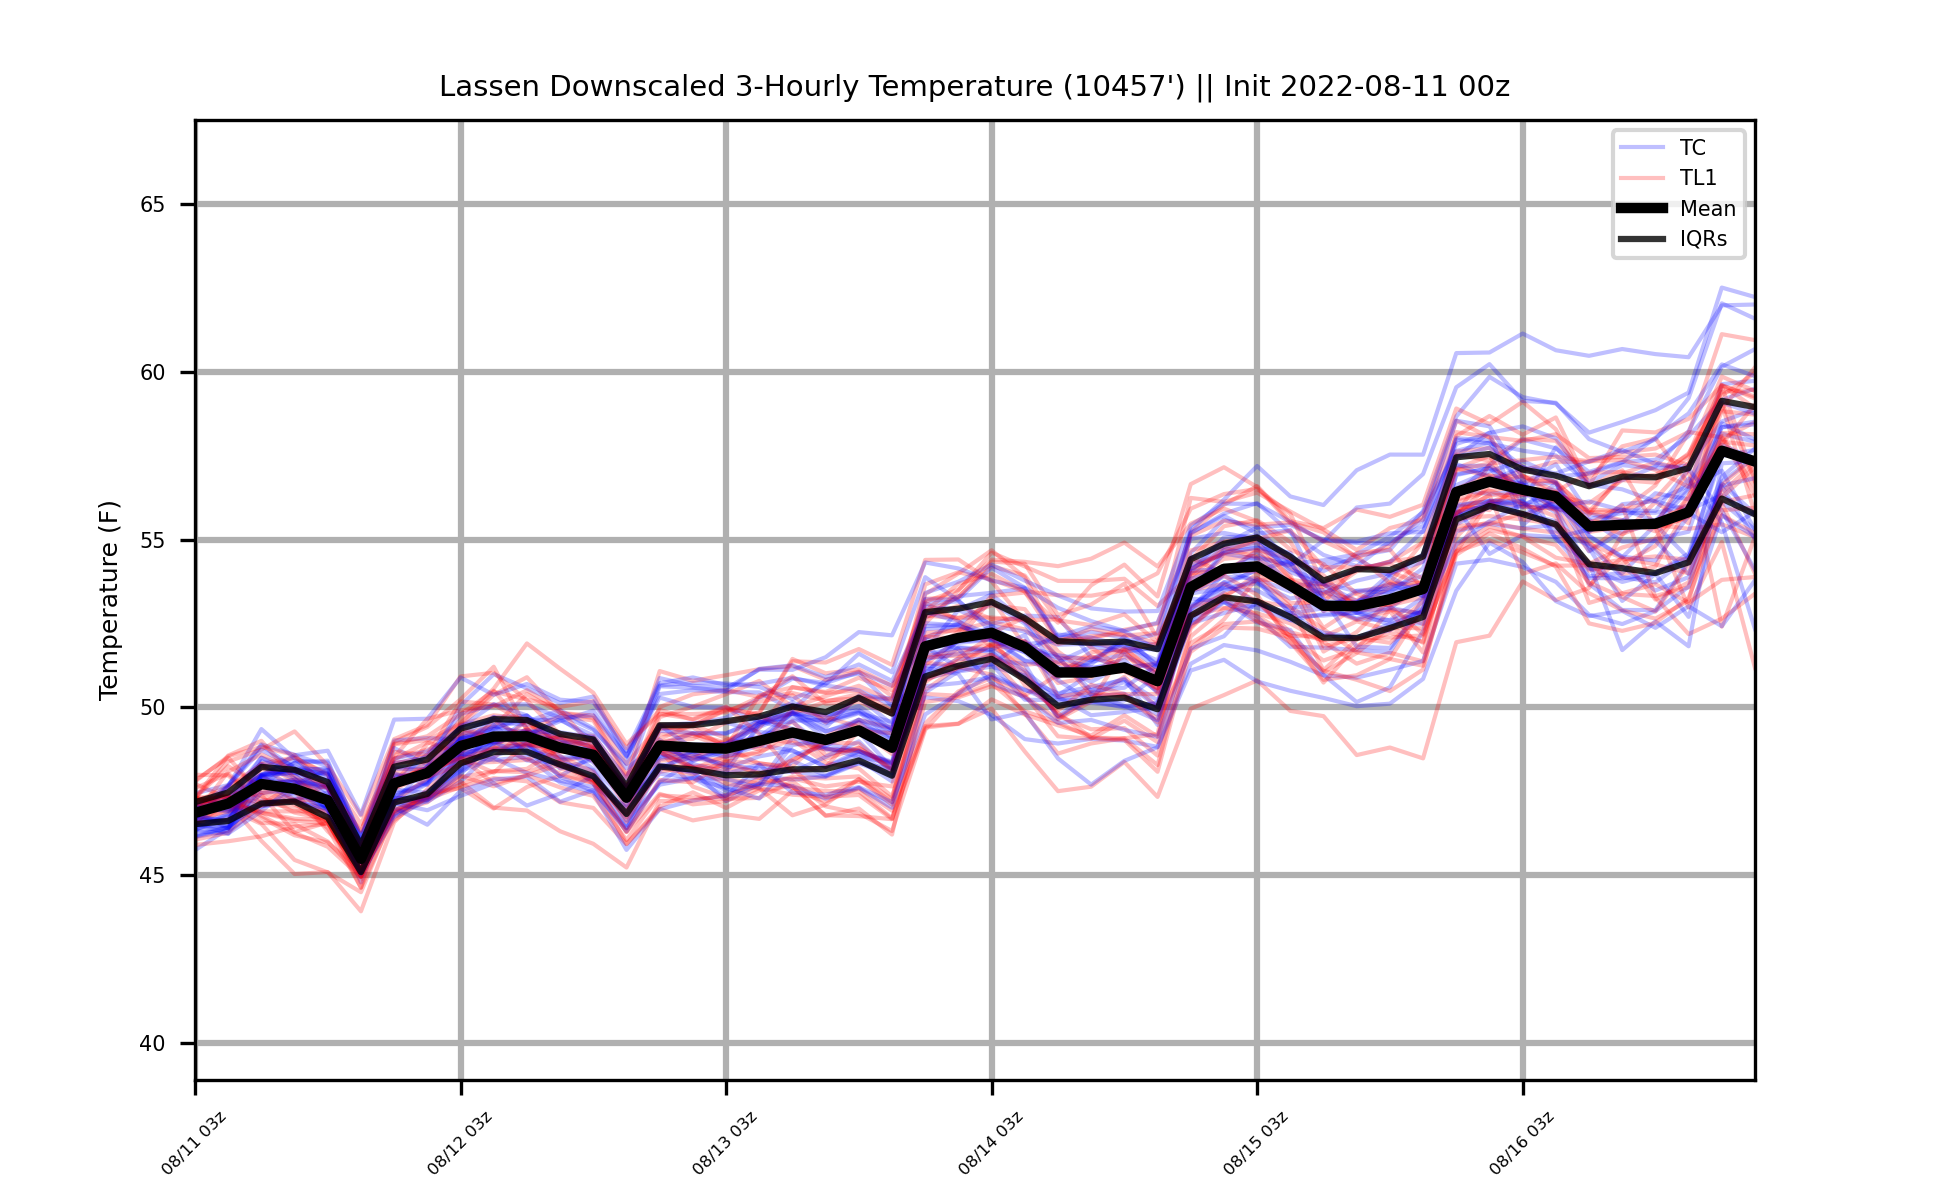 Lassen Downscaled 3-Hourly Temperature (10457') || Init 2022-08-11 00z
TC
TL1
Mean
IQRs
Temperature (F)
65
60
55
50
45
40
08/11 03z
08/12 03z
08/13 03z
08/14 03z
08/15 03z
08/16 03z